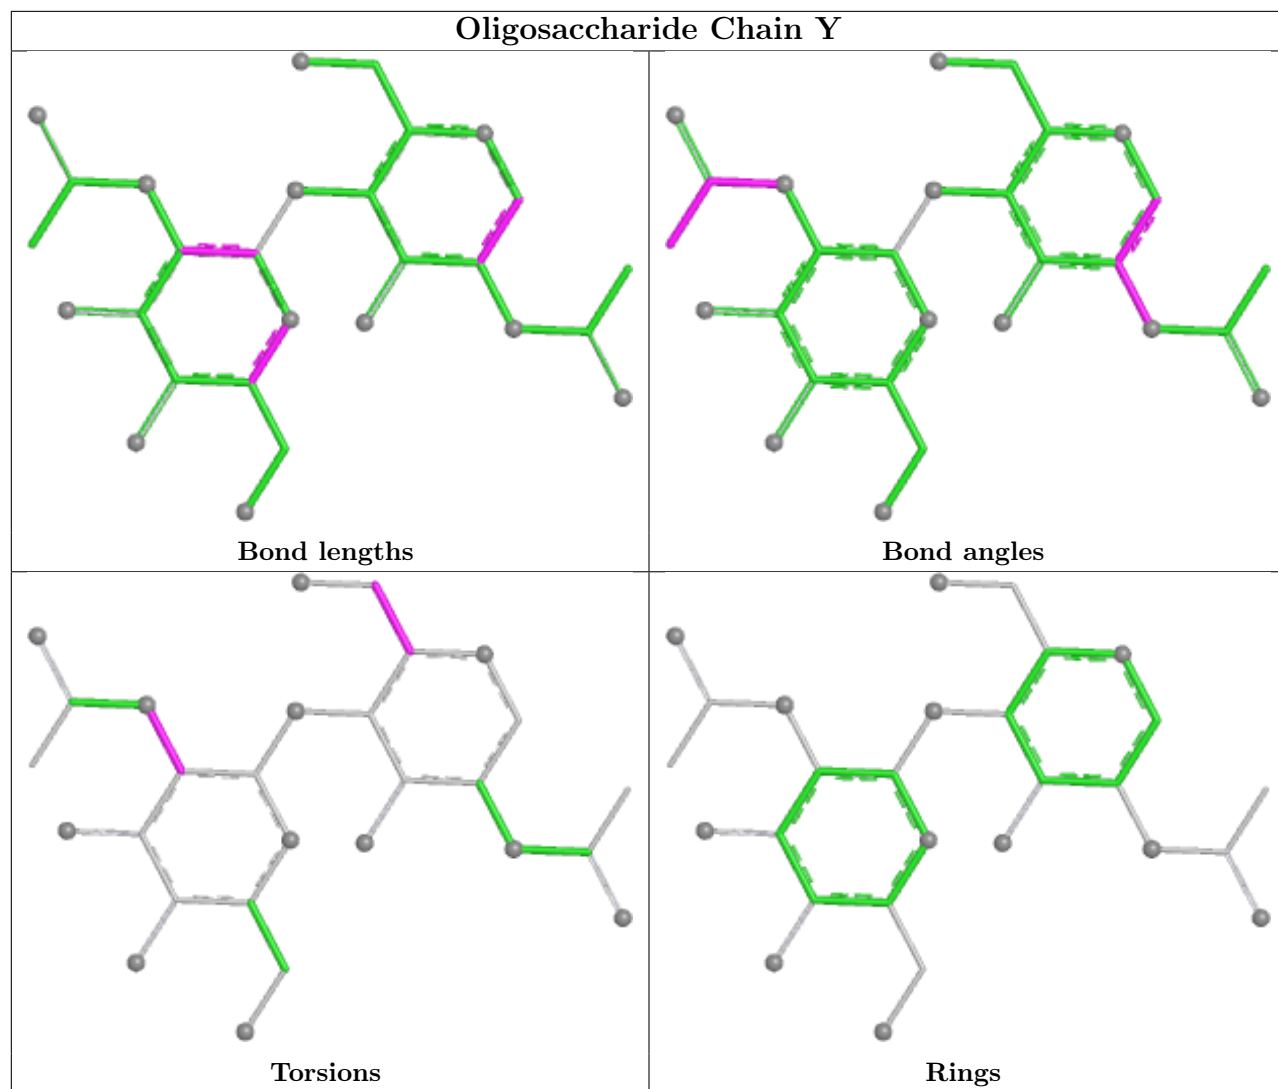 Oligosaccharide Chain Y
Bond lengths
Bond angles
Torsions
Rings